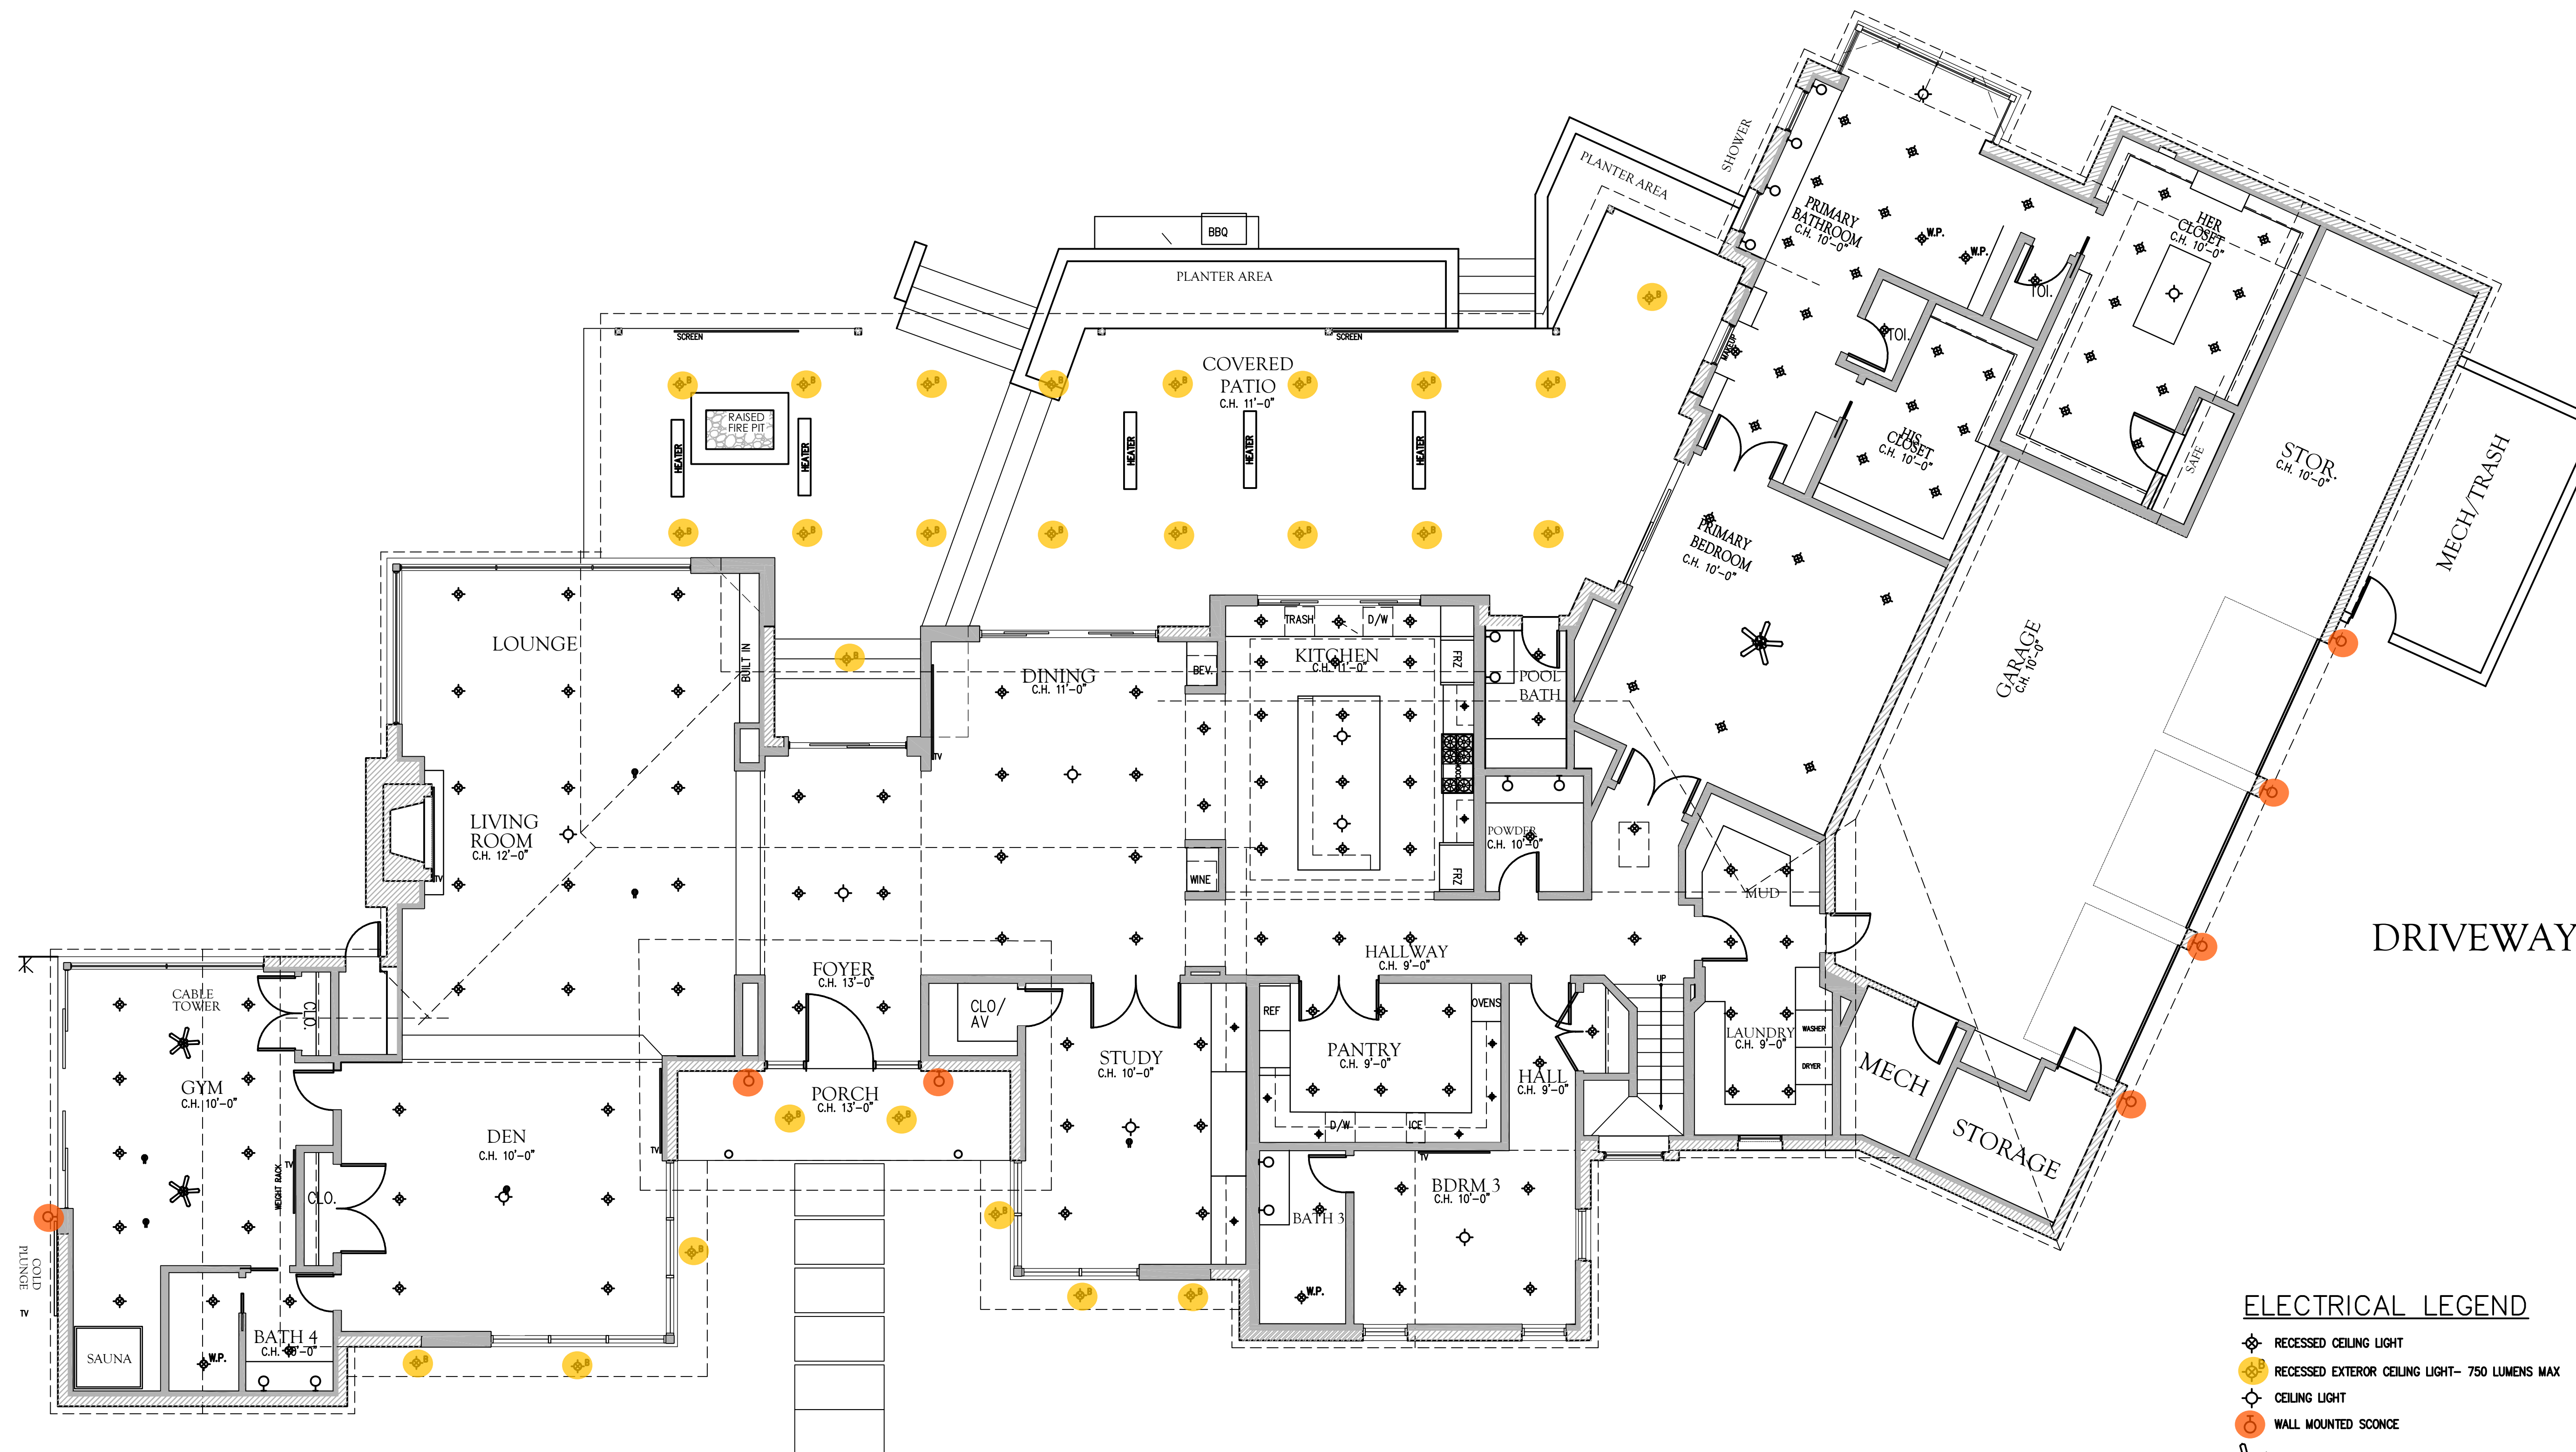 SHOWER
PLANTER AREA
BBQ
PLANTER AREA
PRIMARY
BATHROOM
C.H. 10'-0"
W.P.
W.P.
HER
CLOSET
C.H. 10'-0"
TOI.
TOI.
MAKEUP
HIS
CLOSET
C.H. 10'-0"
SAFE
STOR.
C.H. 10'-0"
MECH/TRASH
SCREEN
SCREEN
COVERED
PATIO
C.H. 11'-0"
B
B
B
B
B
B
B
B
B
RAISED
FIRE PIT
HEATER
HEATER
HEATER
HEATER
HEATER
B
B
B
B
B
B
B
B
PRIMARY
BEDROOM
C.H. 10'-0"
GARAGE
C.H. 10'-0"
LOUNGE
BUILT IN
B
DINING
C.H. 11'-0"
TV
BEV.
TRASH
D/W
KITCHEN
C.H. 11'-0"
FRZ
POOL
BATH
LIVING
ROOM
C.H. 12'-0"
TV
WINE
FRZ
POWDER
C.H. 10'-0"
MUD
DRIVEWAY
HALLWAY
C.H. 9'-0"
FOYER
C.H. 13'-0"
CLO/
AV
UP
CABLE
TOWER
CLO.
GYM
C.H. 10'-0"
REF
OVENS
PANTRY
C.H. 9'-0"
D/W
ICE
STUDY
C.H. 10'-0"
HALL
C.H. 9'-0"
LAUNDRY
C.H. 9'-0"
WASHER
DRYER
MECH
STORAGE
PORCH
C.H. 13'-0"
B
B
DEN
C.H. 10'-0"
TV
TV
WEIGHT RACK
CLO.
TV
BDRM 3
C.H. 10'-0"
BATH 3
W.P.
B
B
B
B
B
B
COLD
PLUNGE
TV
SAUNA
BATH 4
W.P.
ELECTRICAL LEGEND
RECESSED CEILING LIGHT
B
RECESSED EXTEROR CEILING LIGHT- 750 LUMENS MAX
CEILING LIGHT
WALL MOUNTED SCONCE